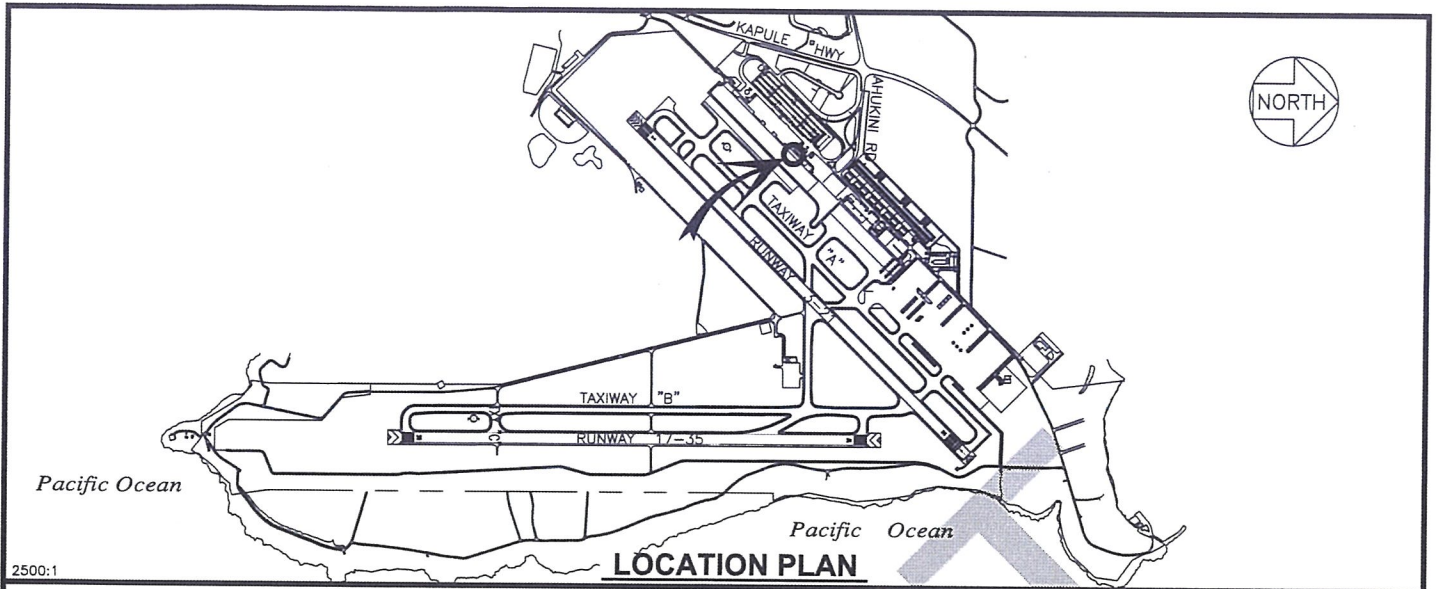 KAPULE HWY
AHUKINI RD
NORTH
TAXIWAY "A"
RUNWAY
TAXIWAY "B"
RUNWAY 17-35
Pacific Ocean
Pacific Ocean
LOCATION PLAN
2500:1